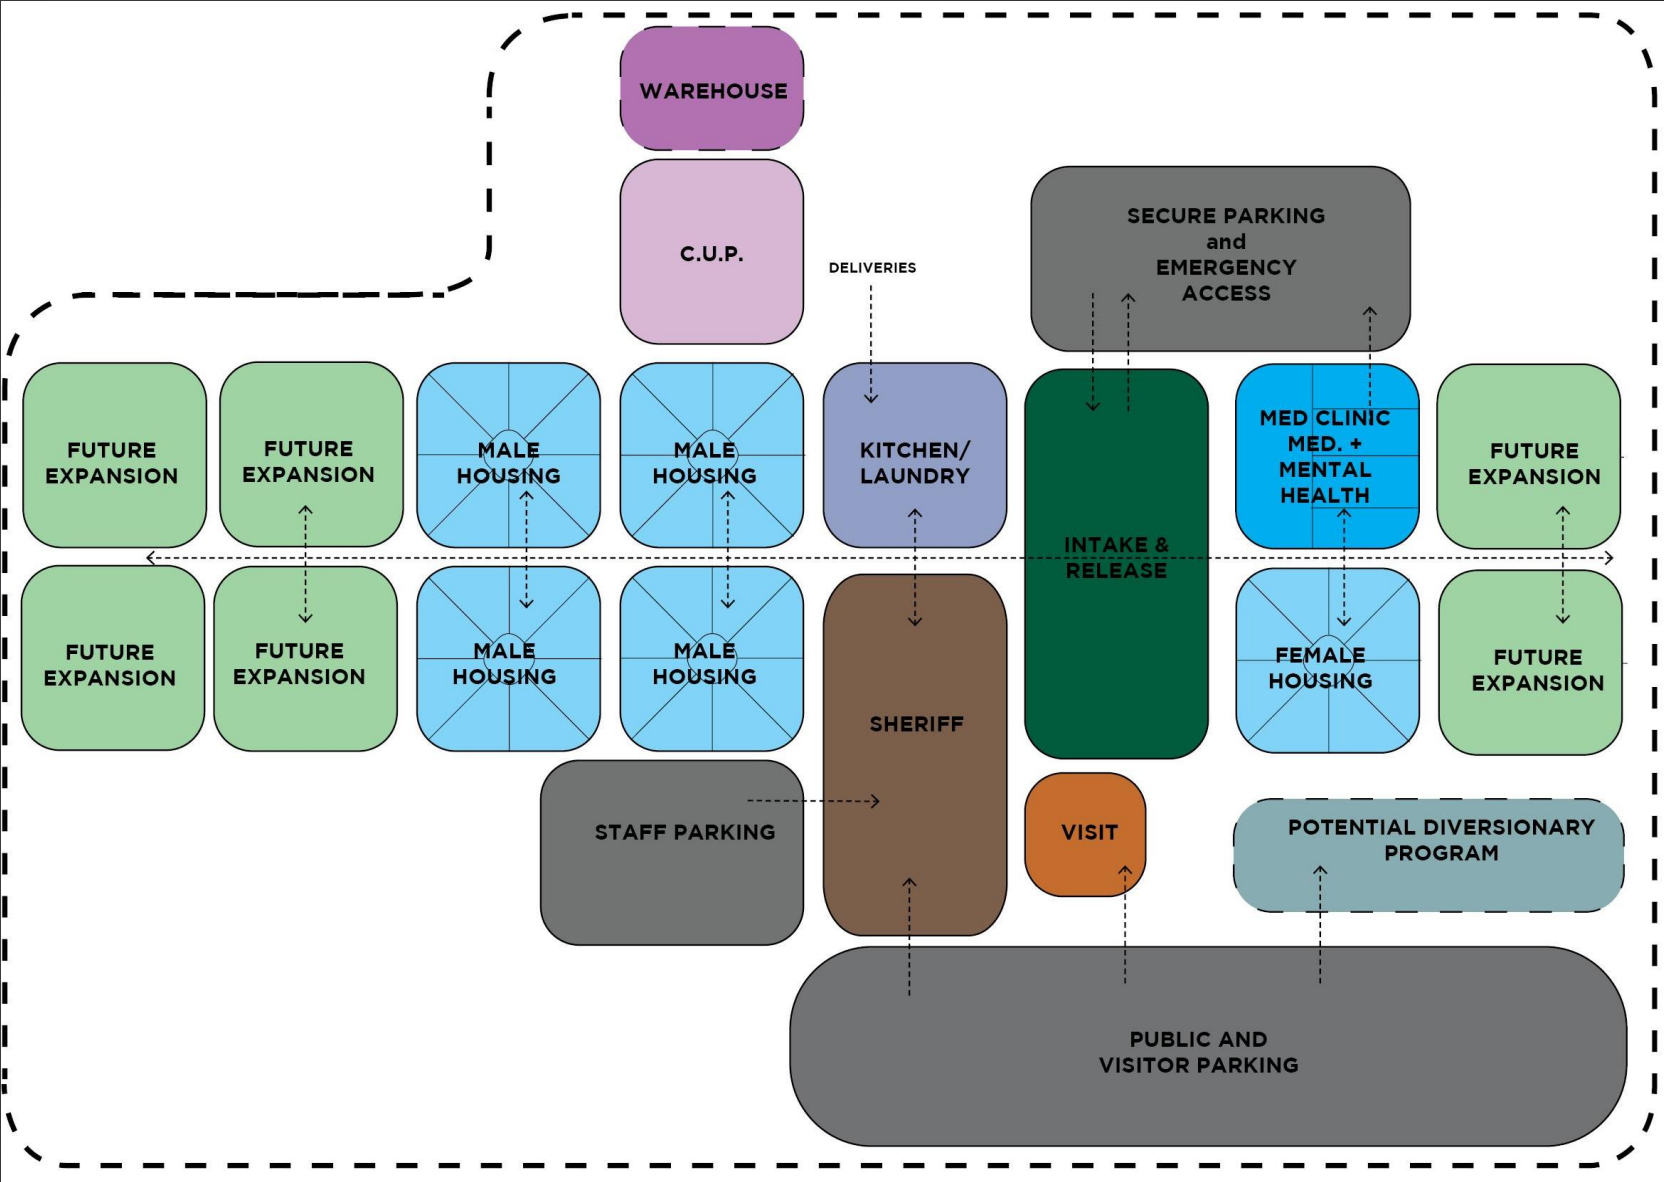 WAREHOUSE
C.U.P.
DELIVERIES
SECURE PARKING
and
EMERGENCY
ACCESS
FUTURE
EXPANSION
FUTURE
EXPANSION
MALE
HOUSING
MALE
HOUSING
KITCHEN/
LAUNDRY
INTAKE &
RELEASE
MED CLINIC
MED. +
MENTAL
HEALTH
FUTURE
EXPANSION
FUTURE
EXPANSION
FUTURE
EXPANSION
MALE
HOUSING
MALE
HOUSING
SHERIFF
FEMALE
HOUSING
FUTURE
EXPANSION
STAFF PARKING
VISIT
POTENTIAL DIVERSIONARY
PROGRAM
PUBLIC AND
VISITOR PARKING